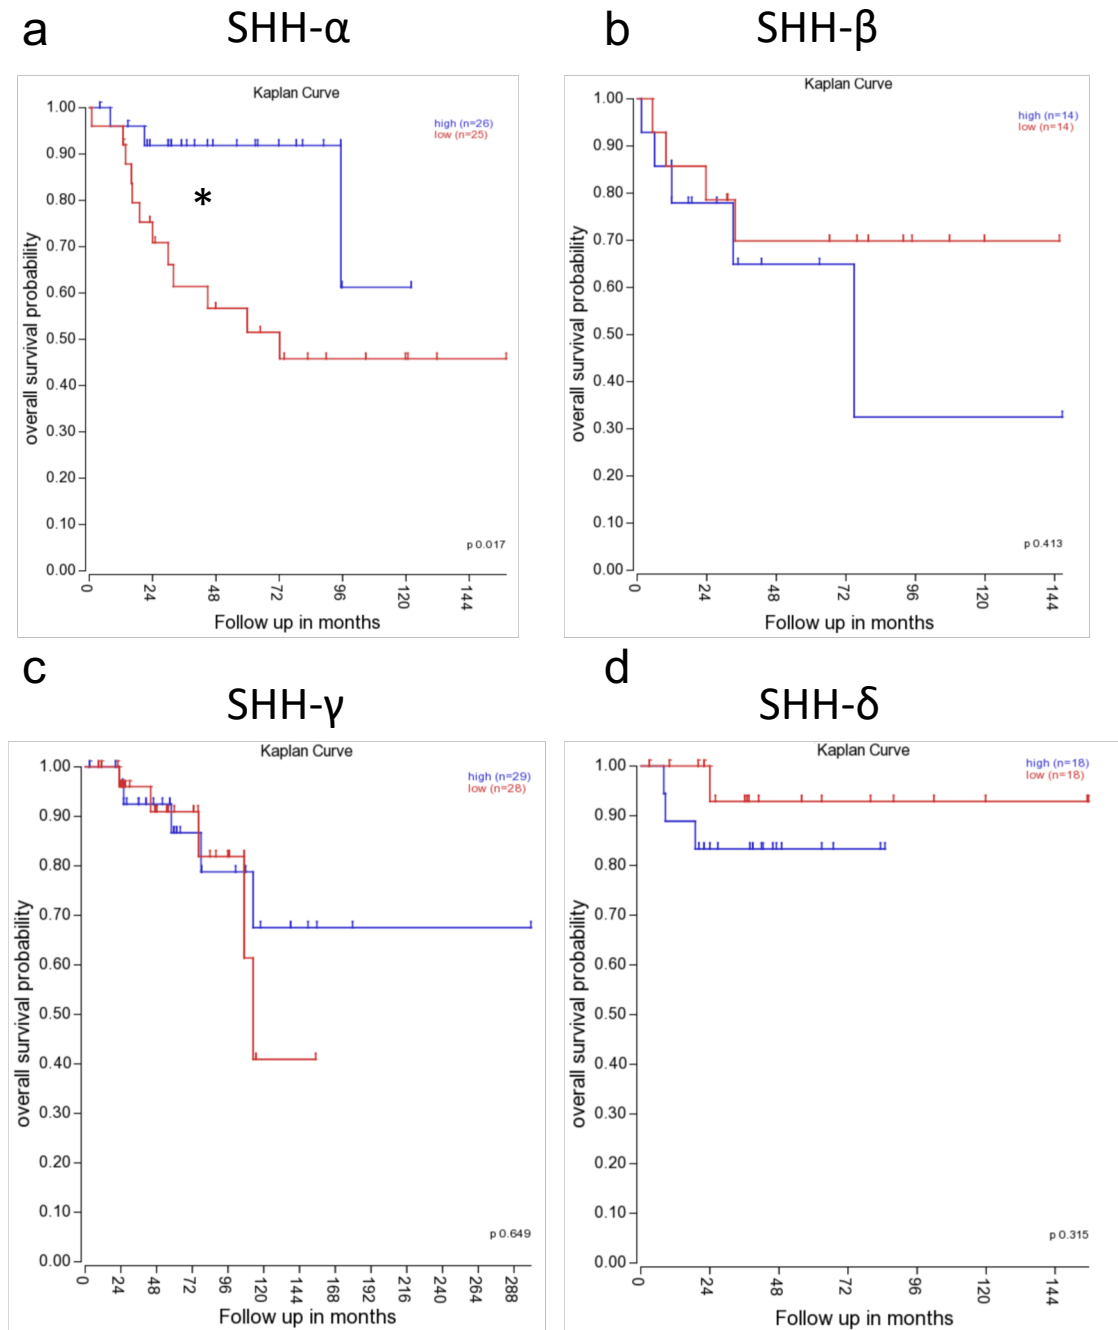 a
SHH-α
Kaplan Curve
high (n=26)
low (n=25)
1.00
0.90
0.80
0.70
0.60
0.50
0.40
0.30
0.20
0.10
0.00
*
overall survival probability
p 0.017
0 24 48 72 96 120 144
Follow up in months
b
SHH-β
Kaplan Curve
high (n=14)
low (n=14)
1.00
0.90
0.80
0.70
0.60
0.50
0.40
0.30
0.20
0.10
0.00
overall survival probability
p 0.413
0 24 48 72 96 120 144
Follow up in months
c
SHH-γ
Kaplan Curve
high (n=29)
low (n=28)
1.00
0.90
0.80
0.70
0.60
0.50
0.40
0.30
0.20
0.10
0.00
overall survival probability
p 0.649
0 24 48 72 96 120 144 168 192 216 240 264 288
Follow up in months
d
SHH-δ
Kaplan Curve
high (n=18)
low (n=18)
1.00
0.90
0.80
0.70
0.60
0.50
0.40
0.30
0.20
0.10
0.00
overall survival probability
p 0.315
0 24 48 72 96 120 144
Follow up in months